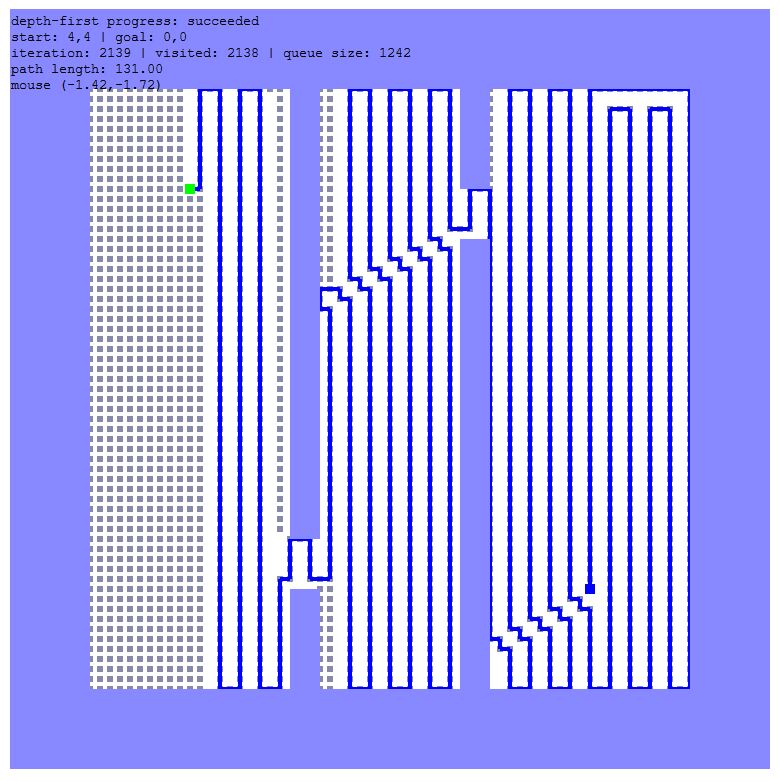 depth-first progress: succeeded
start: 4,4 | goal: 0,0
iteration: 2139 | visited: 2138 | queue size: 1242
path length: 131.00
mouse (-1.42,-1.72)